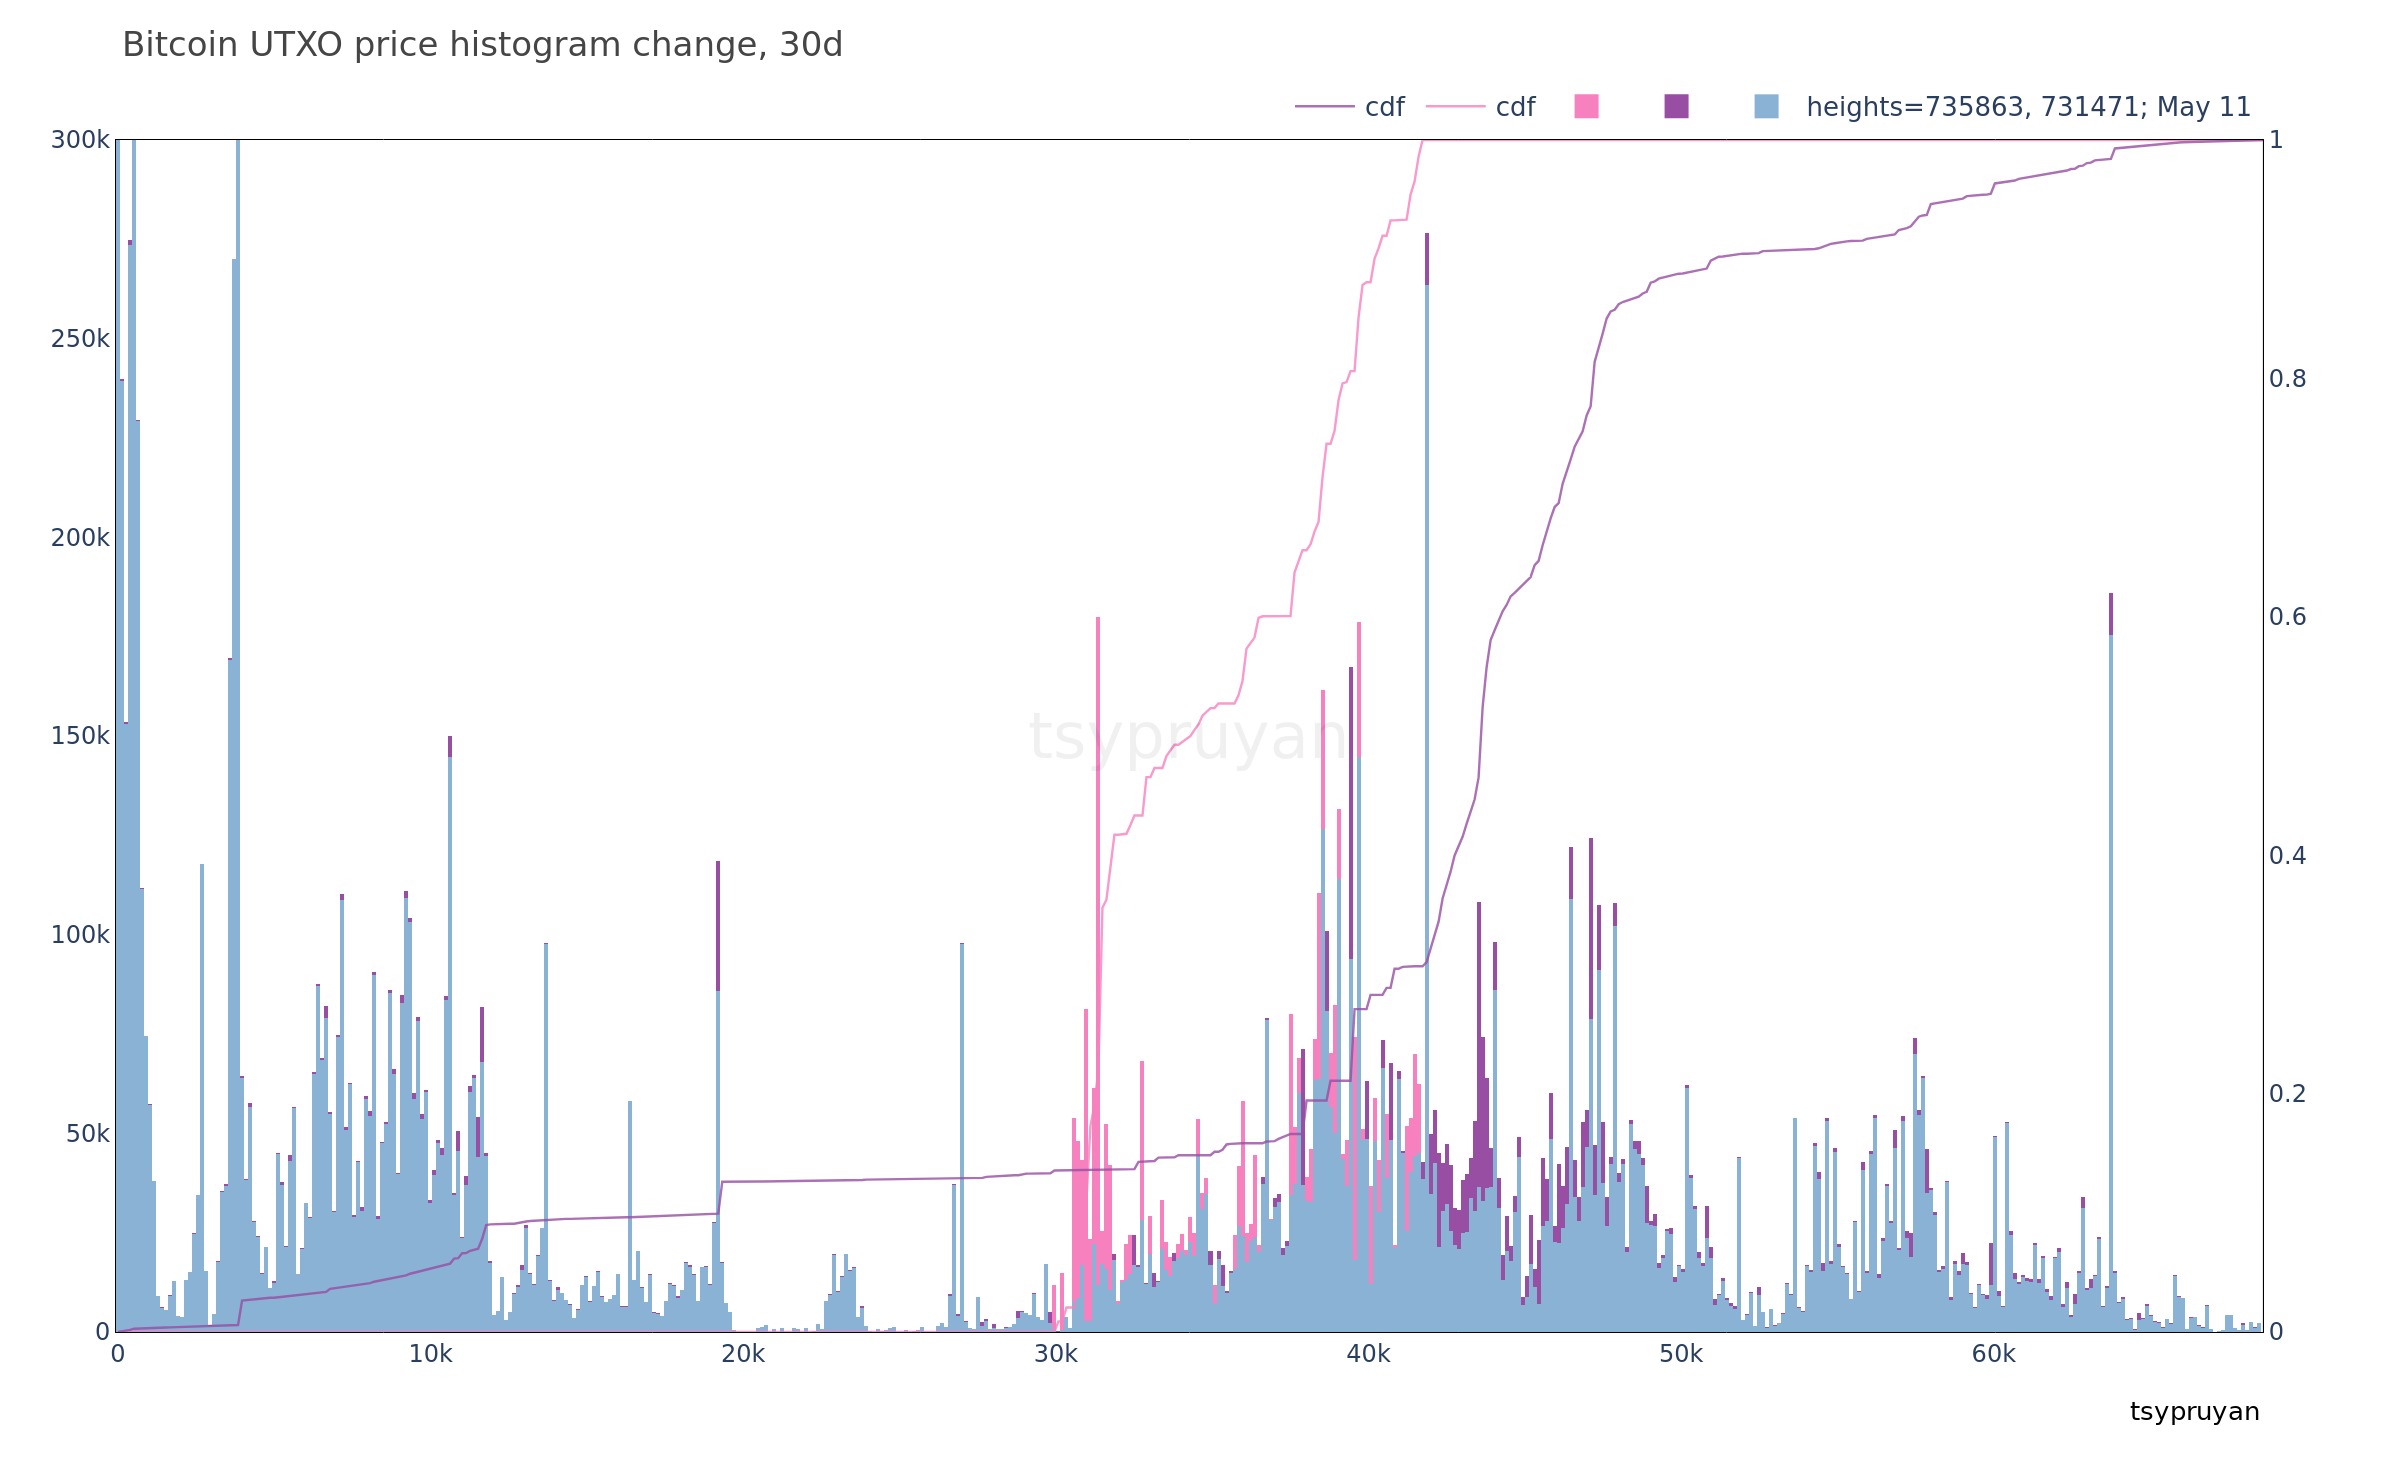 Bitcoin UTXO price histogram change, 30d
cdf cdf heights=735863, 731471; May 11
300k
250k
200k
150k
100k
50k
0
1
0.8
0.6
0.4
0.2
0
tsypruyan
0 10k 20k 30k 40k 50k 60k
tsypruyan